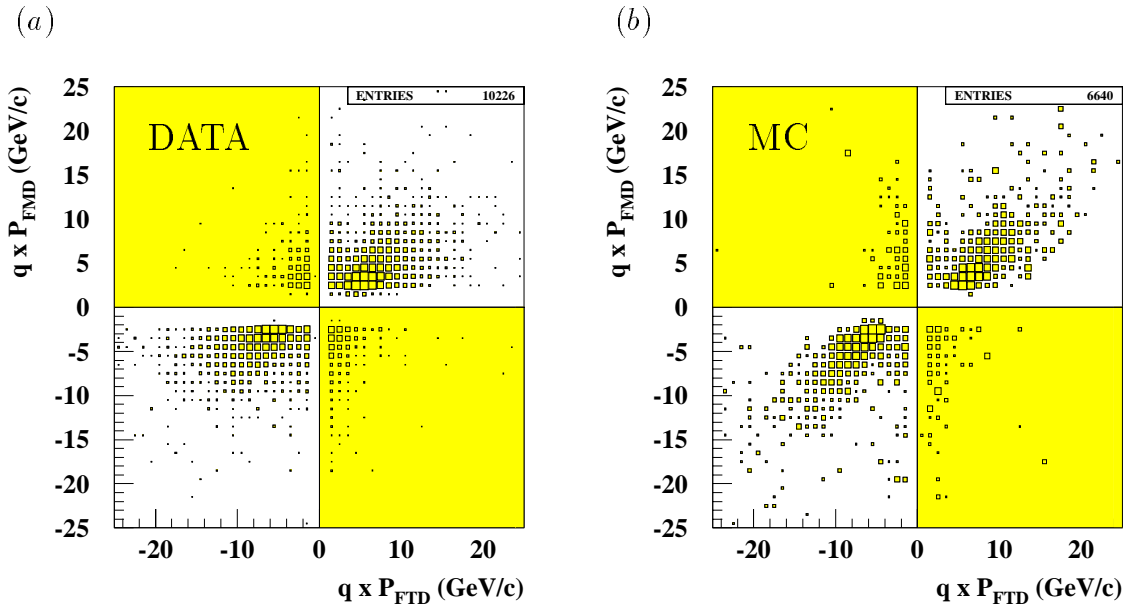 (a)
(b)
q x P_FMD (GeV/c)
25
20
15
10
5
0
-5
-10
-15
-20
-25
DATA
ENTRIES 10226
-20 -10 0 10 20
q x P_FTD (GeV/c)
q x P_FMD (GeV/c)
25
20
15
10
5
0
-5
-10
-15
-20
-25
MC
ENTRIES 6640
-20 -10 0 10 20
q x P_FTD (GeV/c)